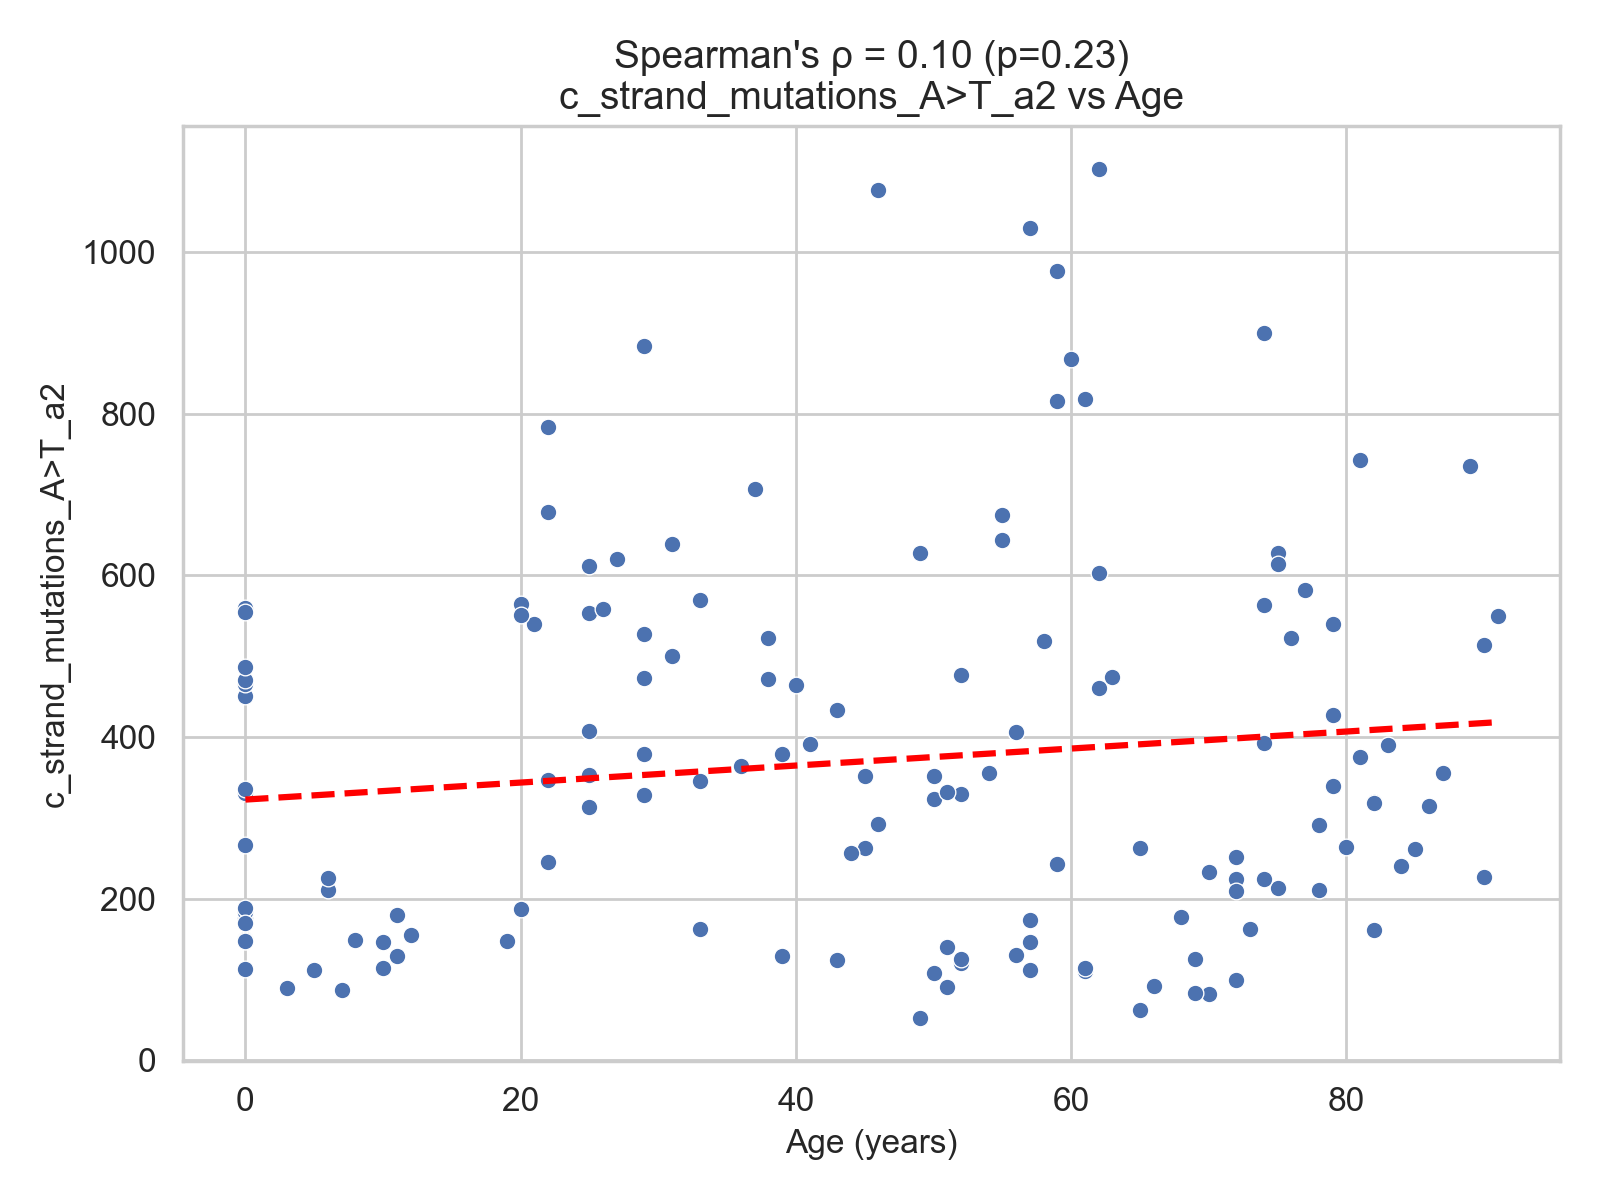 Spearman's ρ = 0.10 (p=0.23)
c_strand_mutations_A>T_a2 vs Age
c_strand_mutations_A>T_a2
1000
800
600
400
200
0
0 20 40 60 80
Age (years)